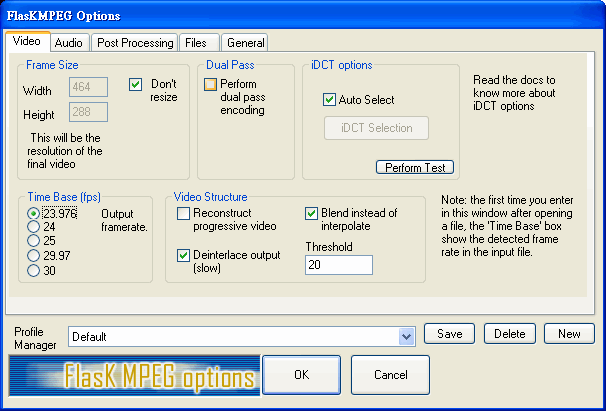 FlasKMPEG Options
Video
Audio
Post Processing
Files
General
Frame Size
Width
464
Height
288
Don't
resize
This will be the
resolution of the
final video
Dual Pass
Perform
dual pass
encoding
iDCT options
Auto Select
iDCT Selection
Perform Test
Read the docs to
know more about
iDCT options
Time Base (fps)
23.976
24
25
29.97
30
Output
framerate.
Video Structure
Reconstruct
progressive video
Deinterlace output
(slow)
Blend instead of
interpolate
Threshold
20
Note: the first time you enter
in this window after opening
a file, the 'Time Base' box
show the detected frame
rate in the input file.
Profile
Manager
Default
Save
Delete
New
FlasK MPEG options
OK
Cancel